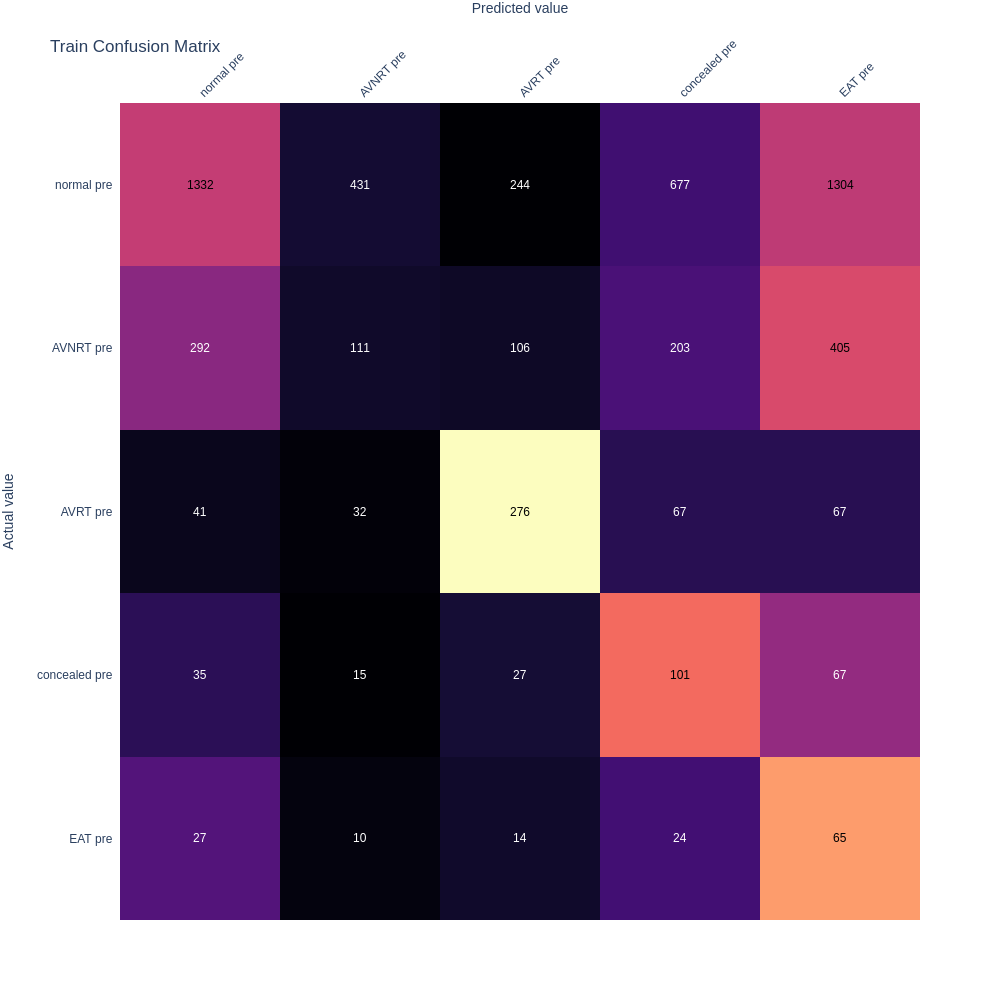 Predicted value
Train Confusion Matrix
normal pre
AVNRT pre
AVRT pre
concealed pre
EAT pre
normal pre 1332 431 244 677 1304
AVNRT pre 292 111 106 203 405
Actual value
AVRT pre 41 32 276 67 67
concealed pre 35 15 27 101 67
EAT pre 27 10 14 24 65